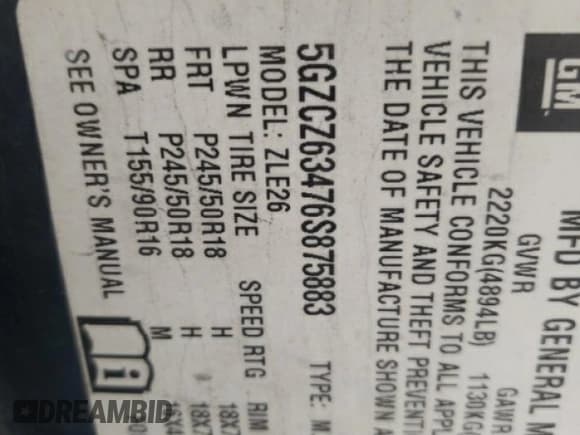 GM MFD BY GENERAL M
GVWR GAWR
2220KG(4894LB) 1130KG
THIS VEHICLE CONFORMS TO ALL APPL
VEHICLE SAFETY AND THEFT PREVENTI
THE DATE OF MANUFACTURE SHOWN A
5GZCZ63476S875883 TYPE: M
MODEL: ZLE26
LPWN TIRE SIZE SPEED RTG RIM
FRT P245/50R18 H 18X7
RR P245/50R18 H 18X
SPA T155/90R16 M
SEE OWNER'S MANUAL i
DREAMBID